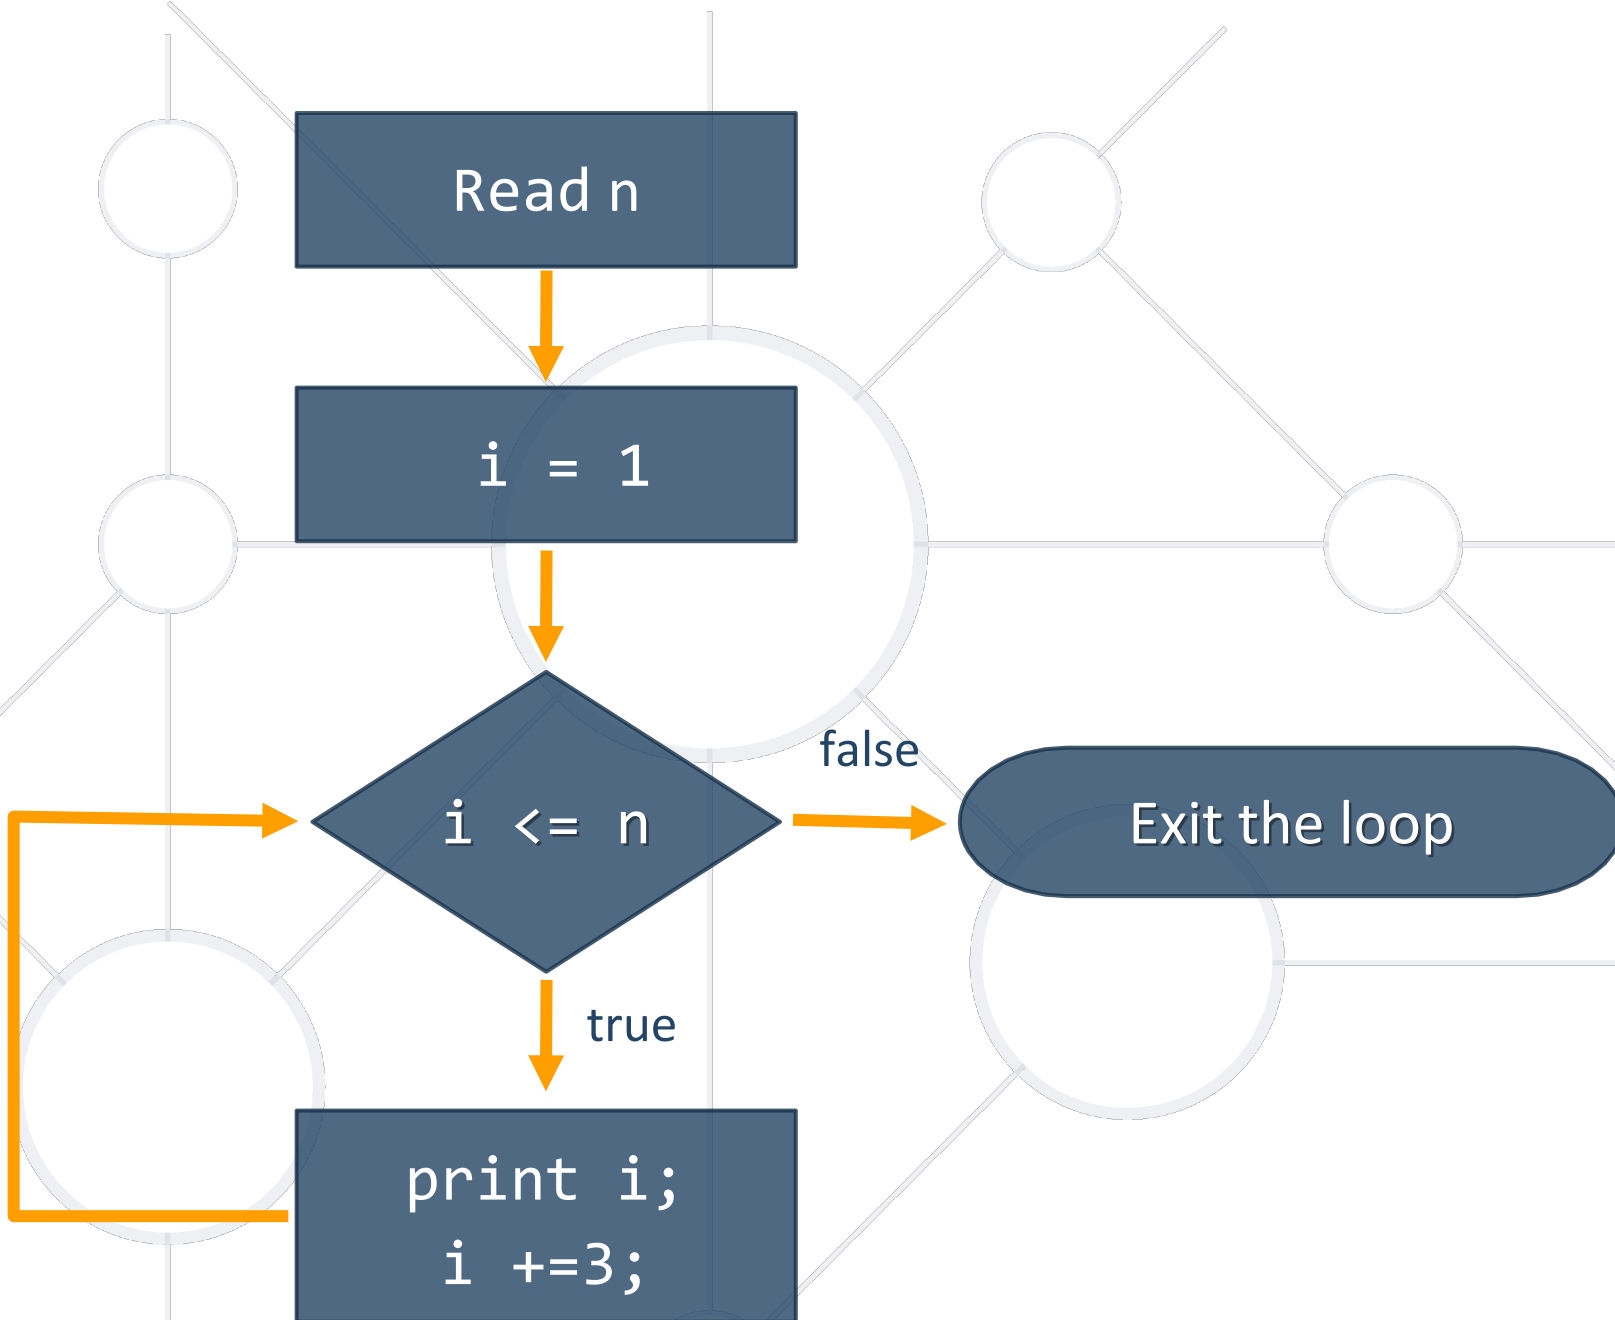 Read n
i = 1
false
i <= n
Exit the loop
true
print i;
i +=3;